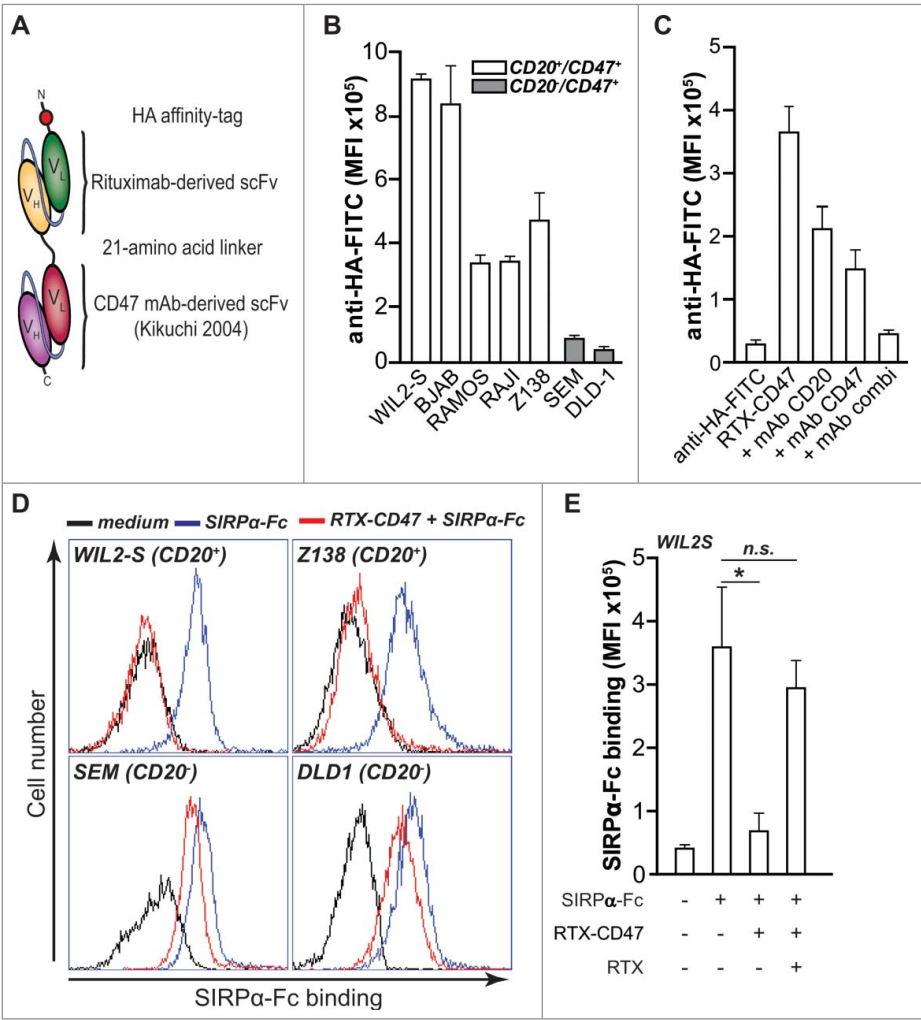 A
N
HA affinity-tag
VL
VH
Rituximab-derived scFv
21-amino acid linker
VL
VH
CD47 mAb-derived scFv
(Kikuchi 2004)
C
B
anti-HA-FITC (MFI x10⁵)
10
8
6
4
2
0
CD20⁺/CD47⁺
CD20⁻/CD47⁺
WIL2-S
BJAB
RAMOS
RAJI
Z138
SEM
DLD-1
C
anti-HA-FITC (MFI x10⁵)
5
4
3
2
1
0
anti-HA-FITC
RTX-CD47
+ mAb CD20
+ mAb CD47
+ mAb combi
D
medium SIRPα-Fc RTX-CD47 + SIRPα-Fc
WIL2-S (CD20⁺)
Z138 (CD20⁺)
SEM (CD20⁻)
DLD1 (CD20⁻)
Cell number
SIRPα-Fc binding
E
WIL2S
n.s.
*
SIRPα-Fc binding (MFI x10⁵)
5
4
3
2
1
0
SIRPα-Fc - + + +
RTX-CD47 - - + +
RTX - - - +